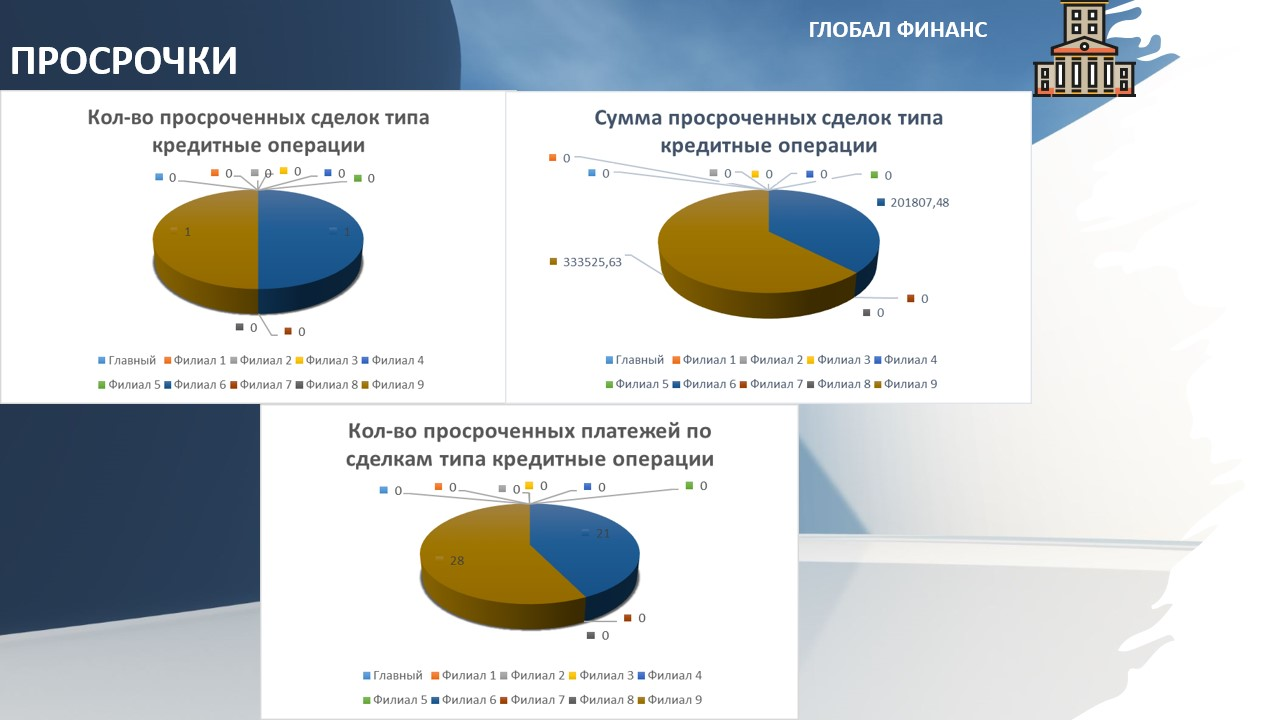 ГЛОБАЛ ФИНАНС
ПРОСРОЧКИ
Кол-во просроченных сделок типа
кредитные операции
0 0 0 0 0 0
1 1
0 0
Главный Филиал 1 Филиал 2 Филиал 3 Филиал 4
Филиал 5 Филиал 6 Филиал 7 Филиал 8 Филиал 9
Сумма просроченных сделок типа
кредитные операции
0
0 0 0 0 0
201807,48
333525,63
0
0
Главный Филиал 1 Филиал 2 Филиал 3 Филиал 4
Филиал 5 Филиал 6 Филиал 7 Филиал 8 Филиал 9
Кол-во просроченных платежей по
сделкам типа кредитные операции
0 0 0 0 0 0
21
28
0
0
Главный Филиал 1 Филиал 2 Филиал 3 Филиал 4
Филиал 5 Филиал 6 Филиал 7 Филиал 8 Филиал 9